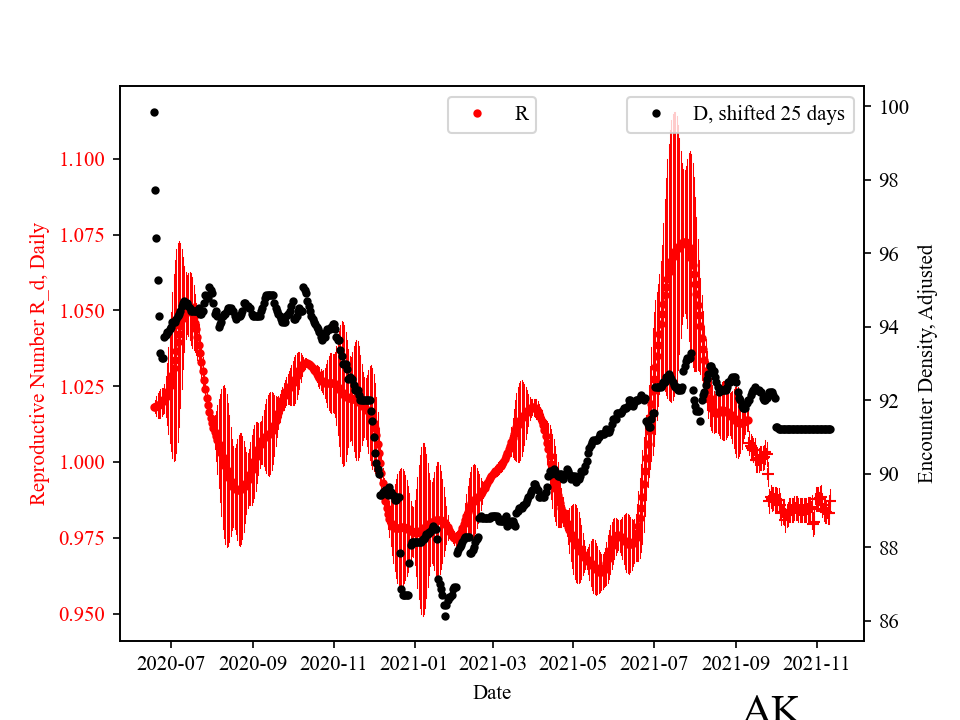 R
D, shifted 25 days
1.100
1.075
1.050
1.025
1.000
0.975
0.950
Reproductive Number R_d, Daily
100
98
96
94
92
90
88
86
Encounter Density, Adjusted
2020-07 2020-09 2020-11 2021-01 2021-03 2021-05 2021-07 2021-09 2021-11
Date
AK